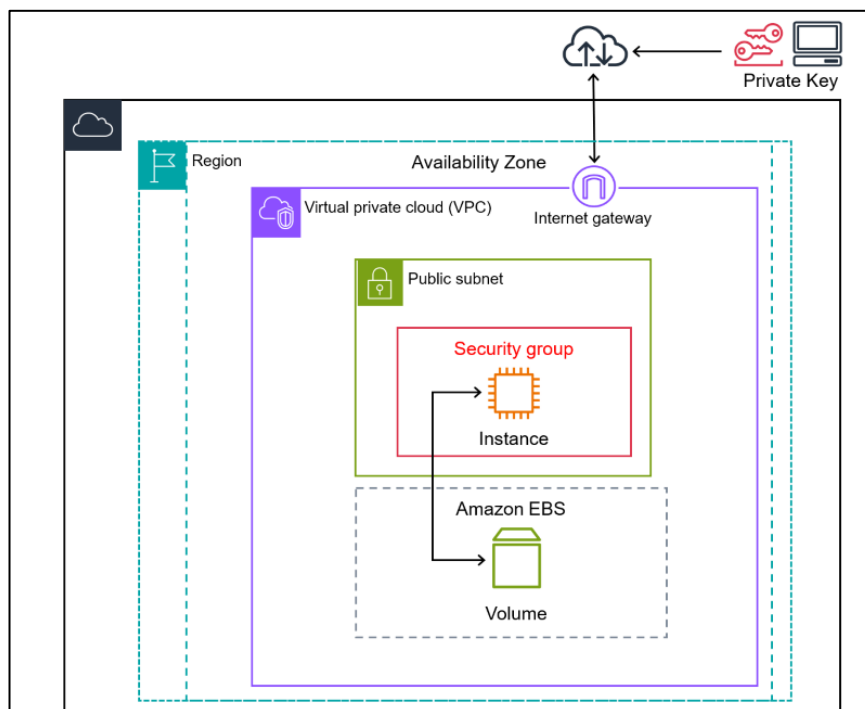 Private Key
Region
Availability Zone
Virtual private cloud (VPC)
Internet gateway
Public subnet
Security group
Instance
Amazon EBS
Volume